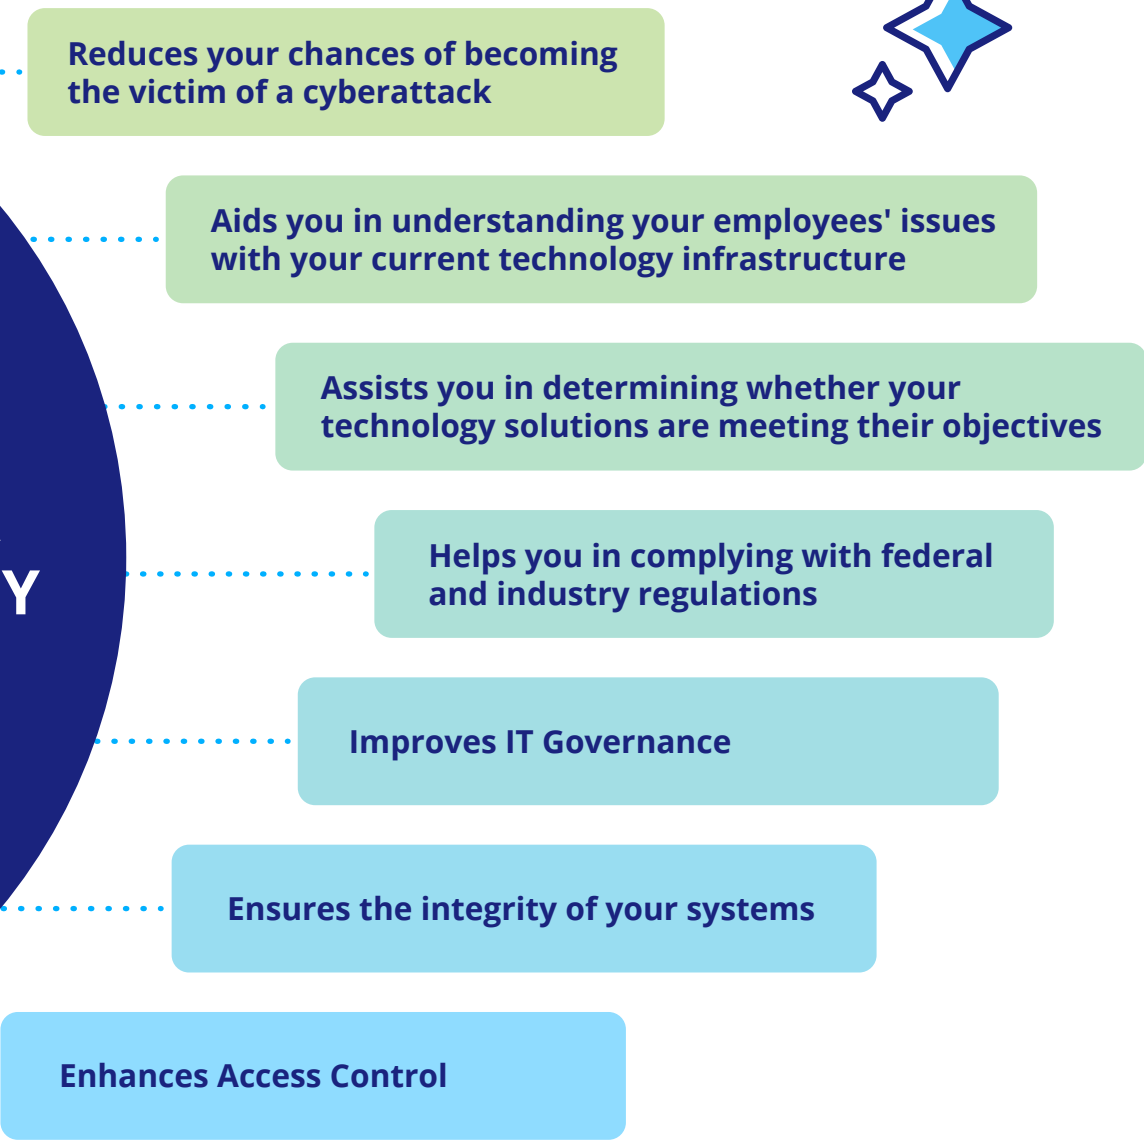 Reduces your chances of becoming
the victim of a cyberattack
Aids you in understanding your employees' issues
with your current technology infrastructure
Assists you in determining whether your
technology solutions are meeting their objectives
Helps you in complying with federal
and industry regulations
Y
Improves IT Governance
Ensures the integrity of your systems
Enhances Access Control